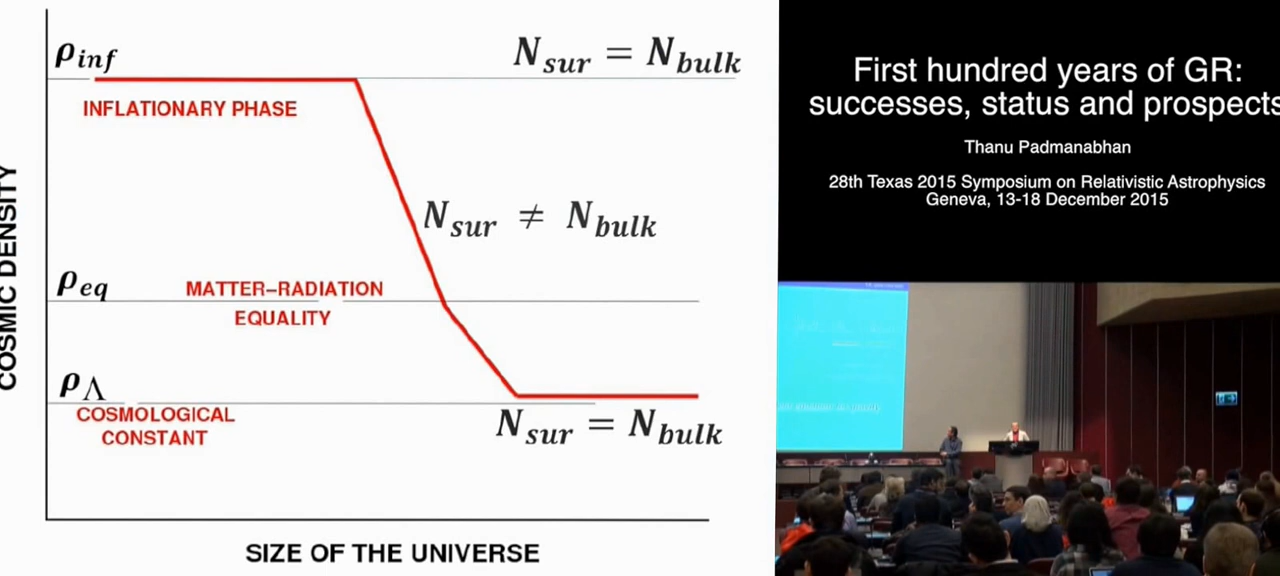 ρinf
Nsur = Nbulk
INFLATIONARY PHASE
Nsur ≠ Nbulk
ρeq
MATTER–RADIATION
EQUALITY
ρΛ
COSMOLOGICAL
CONSTANT
Nsur = Nbulk
COSMIC DENSITY
SIZE OF THE UNIVERSE
First hundred years of GR:
successes, status and prospects
Thanu Padmanabhan
28th Texas 2015 Symposium on Relativistic Astrophysics
Geneva, 13-18 December 2015